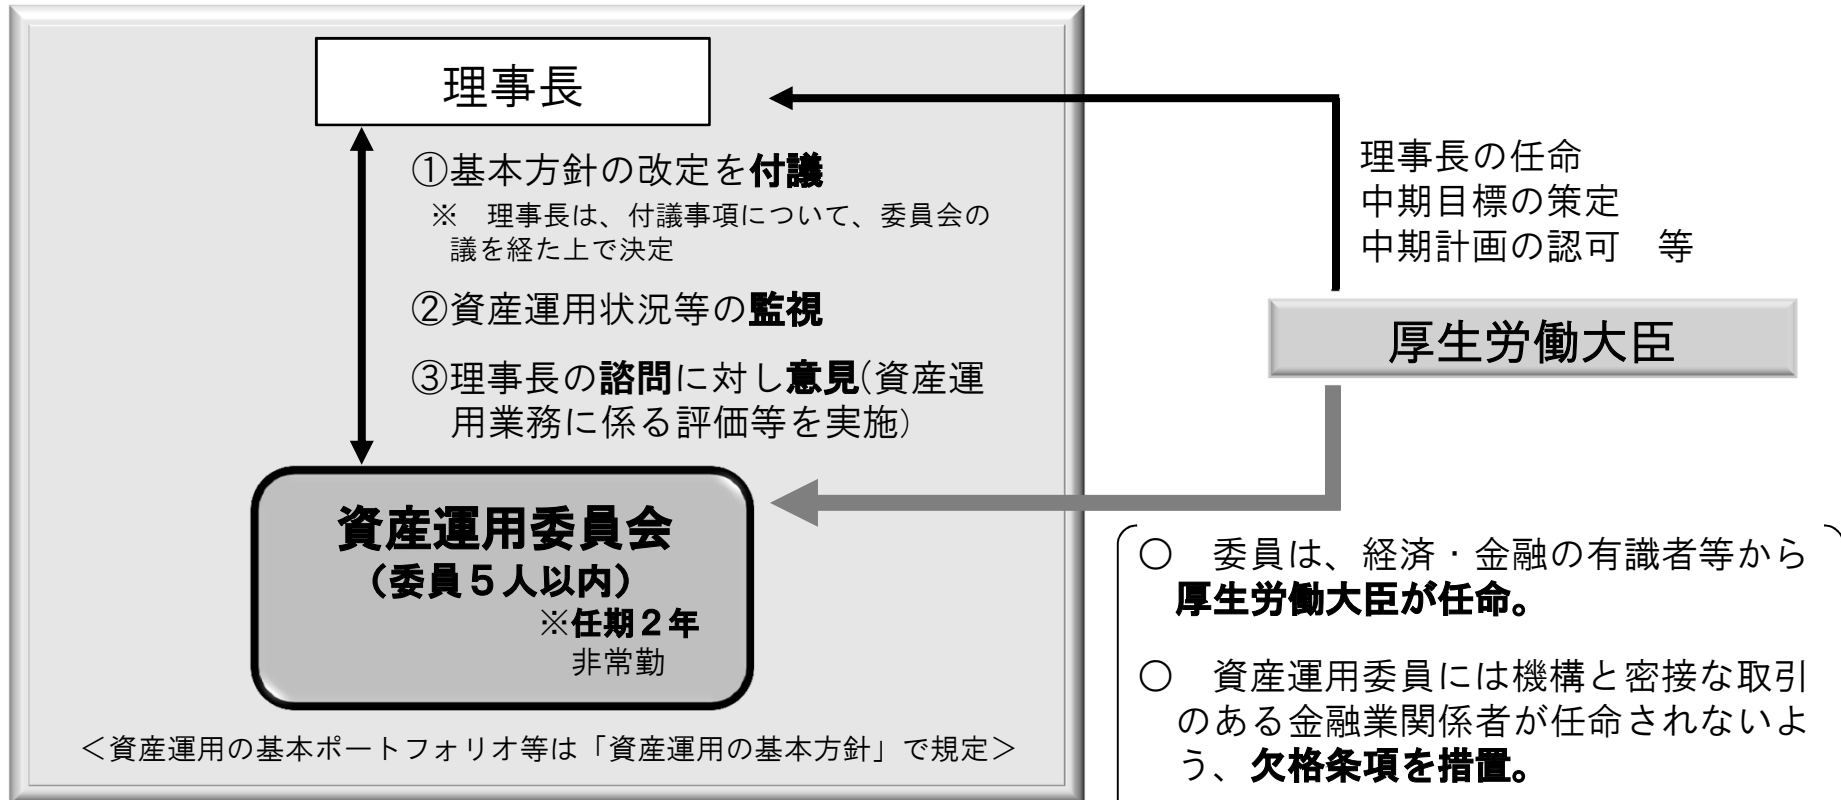 理事長
①基本方針の改定を付議
※　理事長は、付議事項について、委員会の
議を経た上で決定
②資産運用状況等の監視
③理事長の諮問に対し意見(資産運
用業務に係る評価等を実施)
資産運用委員会
（委員５人以内）
※任期２年
非常勤
＜資産運用の基本ポートフォリオ等は「資産運用の基本方針」で規定＞
理事長の任命
中期目標の策定
中期計画の認可　等
厚生労働大臣
○　委員は、経済・金融の有識者等から
厚生労働大臣が任命。
○　資産運用委員には機構と密接な取引
のある金融業関係者が任命されないよ
う、欠格条項を措置。